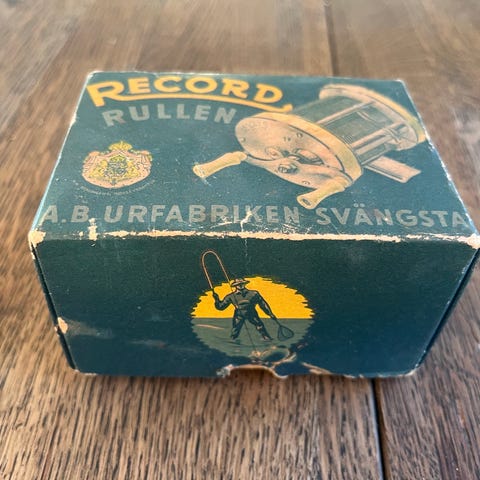 RECORD
RULLEN
A.B. URFABRIKEN SVÄNGSTA